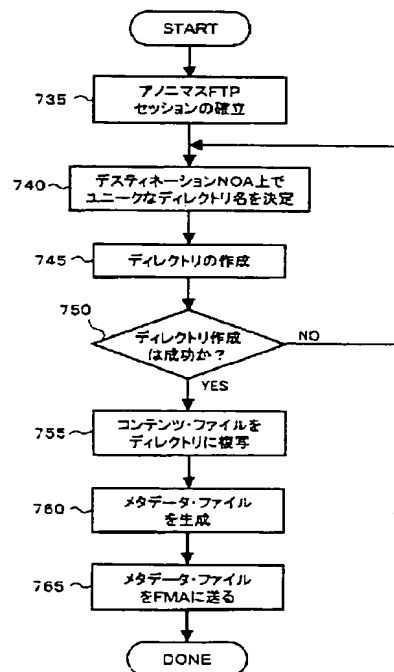 START
735
アノニマスFTP
セッションの確立
740
デスティネーションNOA上で
ユニークなディレクトリ名を決定
745
ディレクトリの作成
750
ディレクトリ作成
は成功か?
NO
YES
755
コンテンツ・ファイルを
ディレクトリに複写
760
メタデータ・ファイル
を生成
765
メタデータ・ファイル
をFMAに送る
DONE